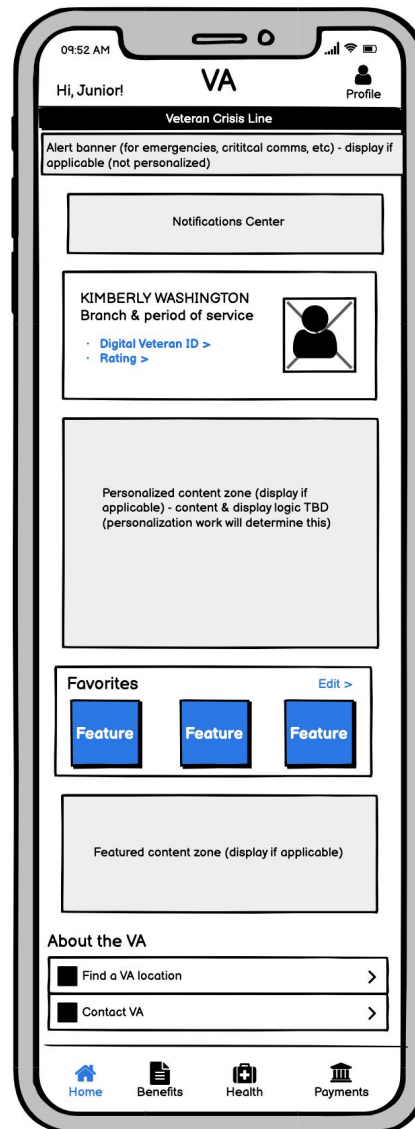 09:52 AM
Hi, Junior!
VA
Profile
Veteran Crisis Line
Alert banner (for emergencies, crititcal comms, etc) - display if
applicable (not personalized)
Notifications Center
KIMBERLY WASHINGTON
Branch & period of service
· Digital Veteran ID >
· Rating >
Personalized content zone (display if
applicable) - content & display logic TBD
(personalization work will determine this)
Favorites
Edit >
Feature
Feature
Feature
Featured content zone (display if applicable)
About the VA
Find a VA location
Contact VA
Home
Benefits
Health
Payments